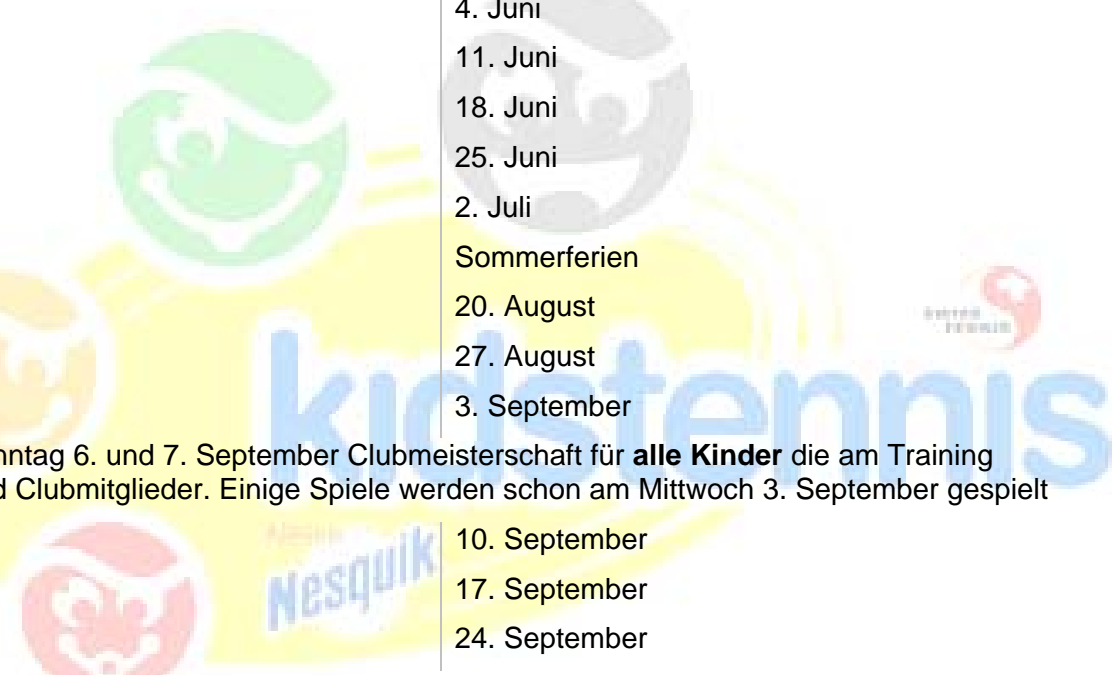 4. Juni
11. Juni
18. Juni
25. Juni
2. Juli
Sommerferien
20. August
27. August
SWISS
TENNIS
kidstennis
3. September
6. und 7. September Clubmeisterschaft für alle Kinder die am Training
Clubmitglieder. Einige Spiele werden schon am Mittwoch 3. September gespielt
Nesquik
10. September
17. September
24. September